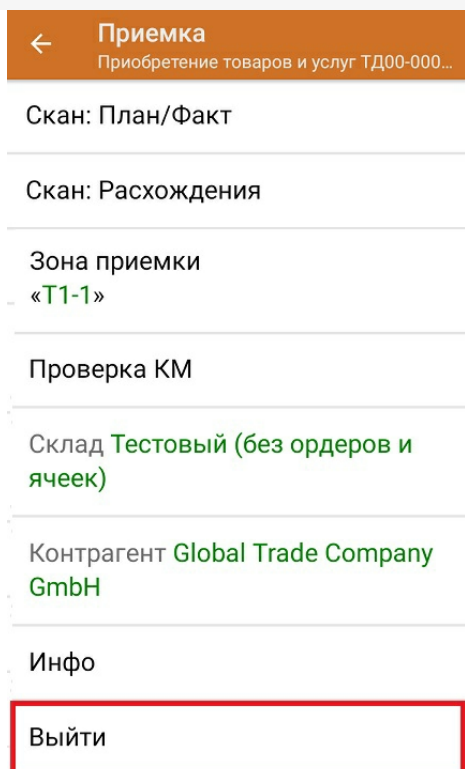 Приемка
Приобретение товаров и услуг ТД00-000...
Скан: План/Факт
Скан: Расхождения
Зона приемки
«Т1-1»
Проверка КМ
Склад Тестовый (без ордеров и
ячеек)
Контрагент Global Trade Company
GmbH
Инфо
Выйти